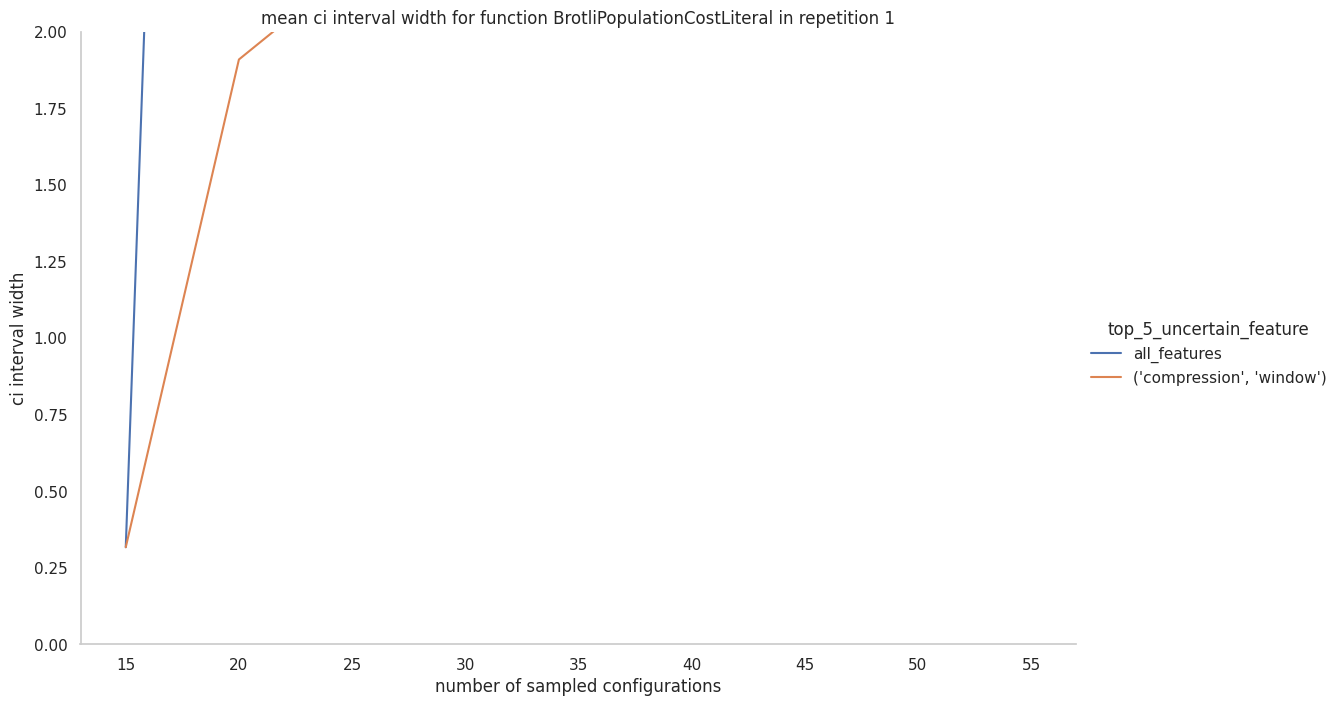 mean ci interval width for function BrotliPopulationCostLiteral in repetition 1
2.00
1.75
1.50
1.25
1.00
0.75
0.50
0.25
0.00
ci interval width
15 20 25 30 35 40 45 50 55
number of sampled configurations
top_5_uncertain_feature
all_features
('compression', 'window')